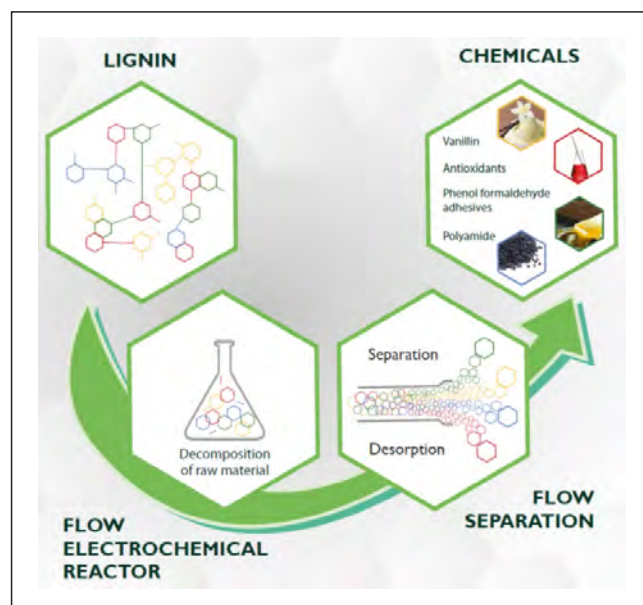 LIGNIN
CHEMICALS
Vanillin
Antioxidants
Phenol formaldehyde
adhesives
Polyamide
Decomposition
of raw material
Separation
Desorption
FLOW
ELECTROCHEMICAL
REACTOR
FLOW
SEPARATION